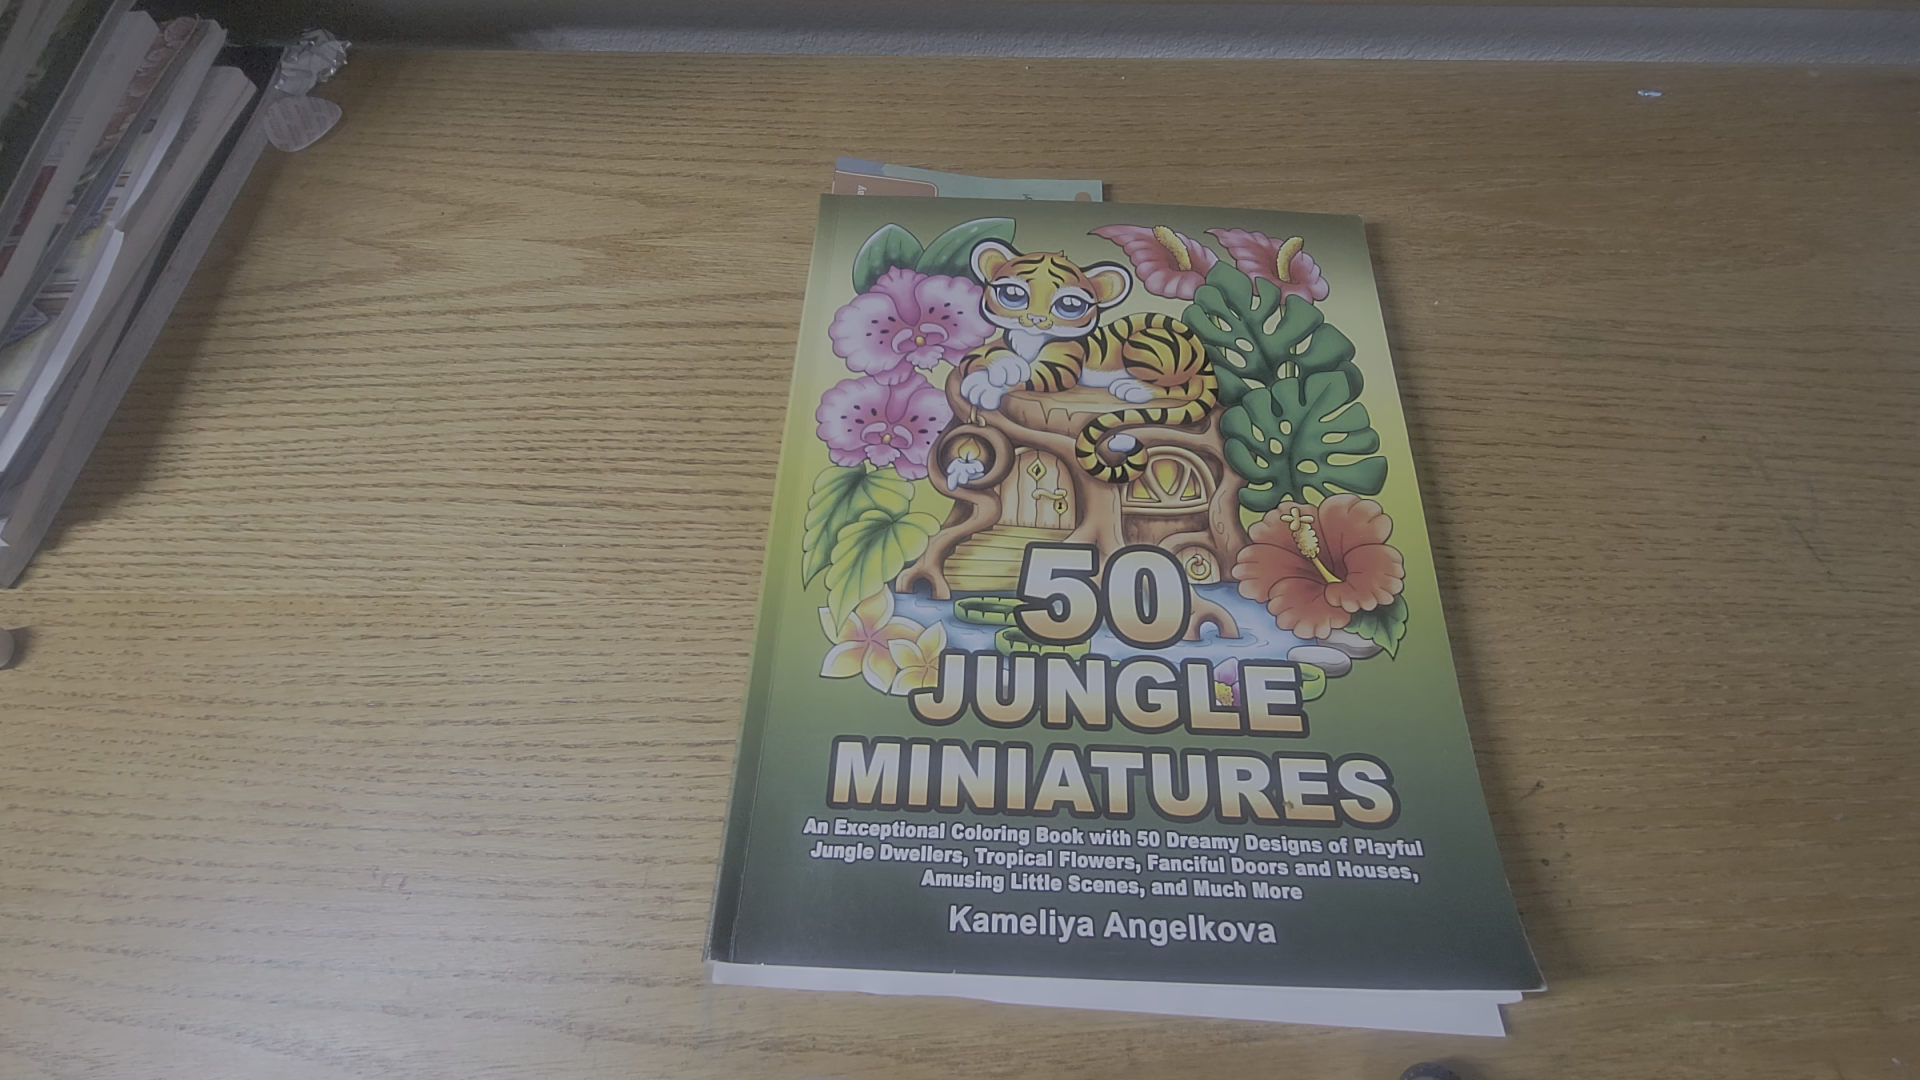 50
JUNGLE
MINIATURES
An Exceptional Coloring Book with 50 Dreamy Designs of Playful
Jungle Dwellers, Tropical Flowers, Fanciful Doors and Houses,
Amusing Little Scenes, and Much More
Kameliya Angelkova